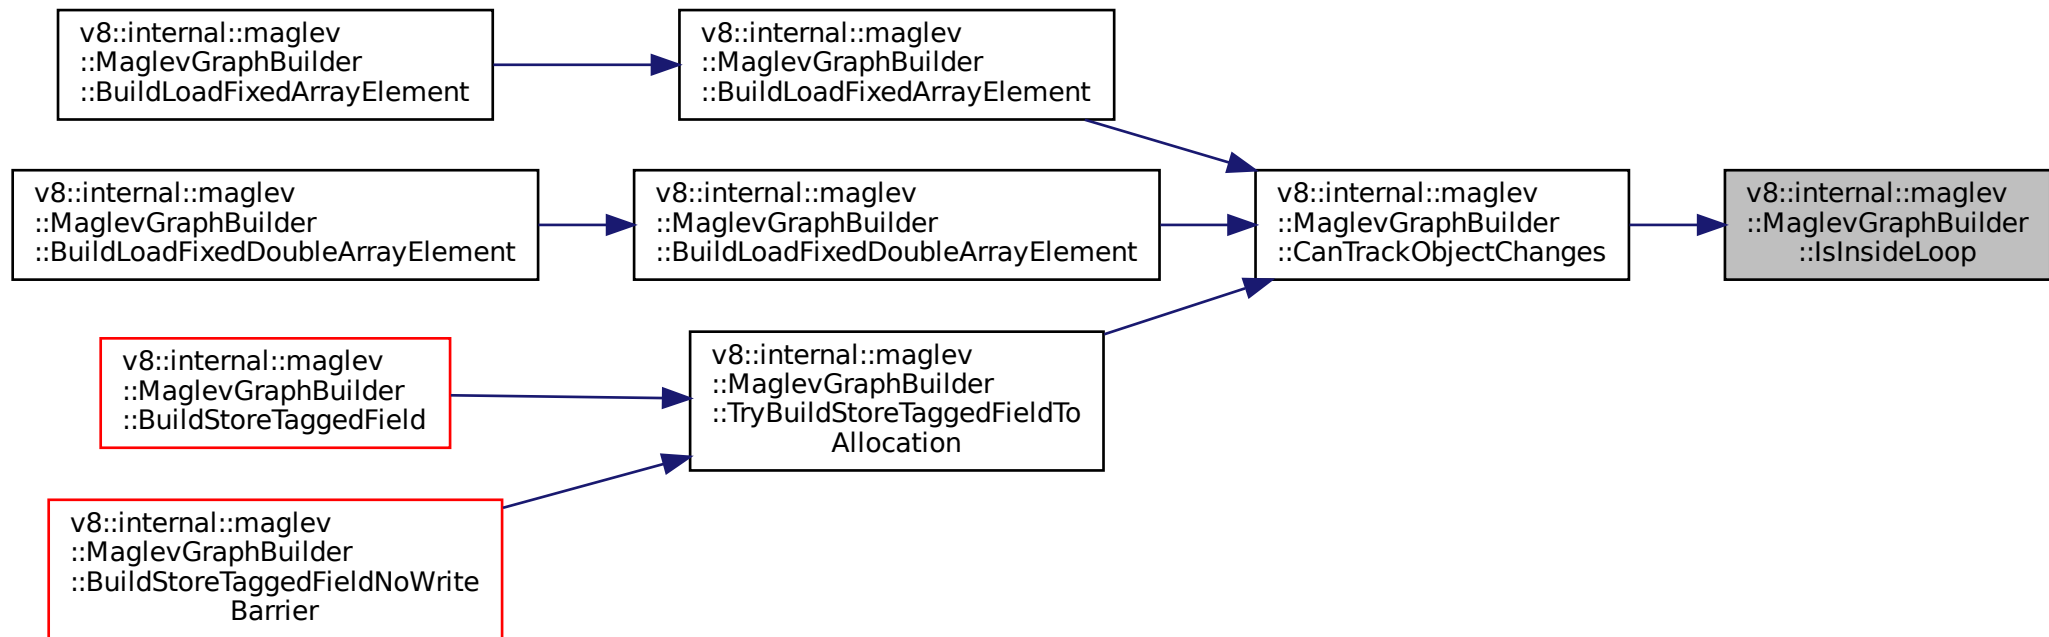 v8::internal::maglev
::MaglevGraphBuilder
::BuildLoadFixedArrayElement
v8::internal::maglev
::MaglevGraphBuilder
::BuildLoadFixedArrayElement
v8::internal::maglev
::MaglevGraphBuilder
::BuildLoadFixedDoubleArrayElement
v8::internal::maglev
::MaglevGraphBuilder
::BuildLoadFixedDoubleArrayElement
v8::internal::maglev
::MaglevGraphBuilder
::CanTrackObjectChanges
v8::internal::maglev
::MaglevGraphBuilder
::IsInsideLoop
v8::internal::maglev
::MaglevGraphBuilder
::BuildStoreTaggedField
v8::internal::maglev
::MaglevGraphBuilder
::TryBuildStoreTaggedFieldTo
Allocation
v8::internal::maglev
::MaglevGraphBuilder
::BuildStoreTaggedFieldNoWrite
Barrier